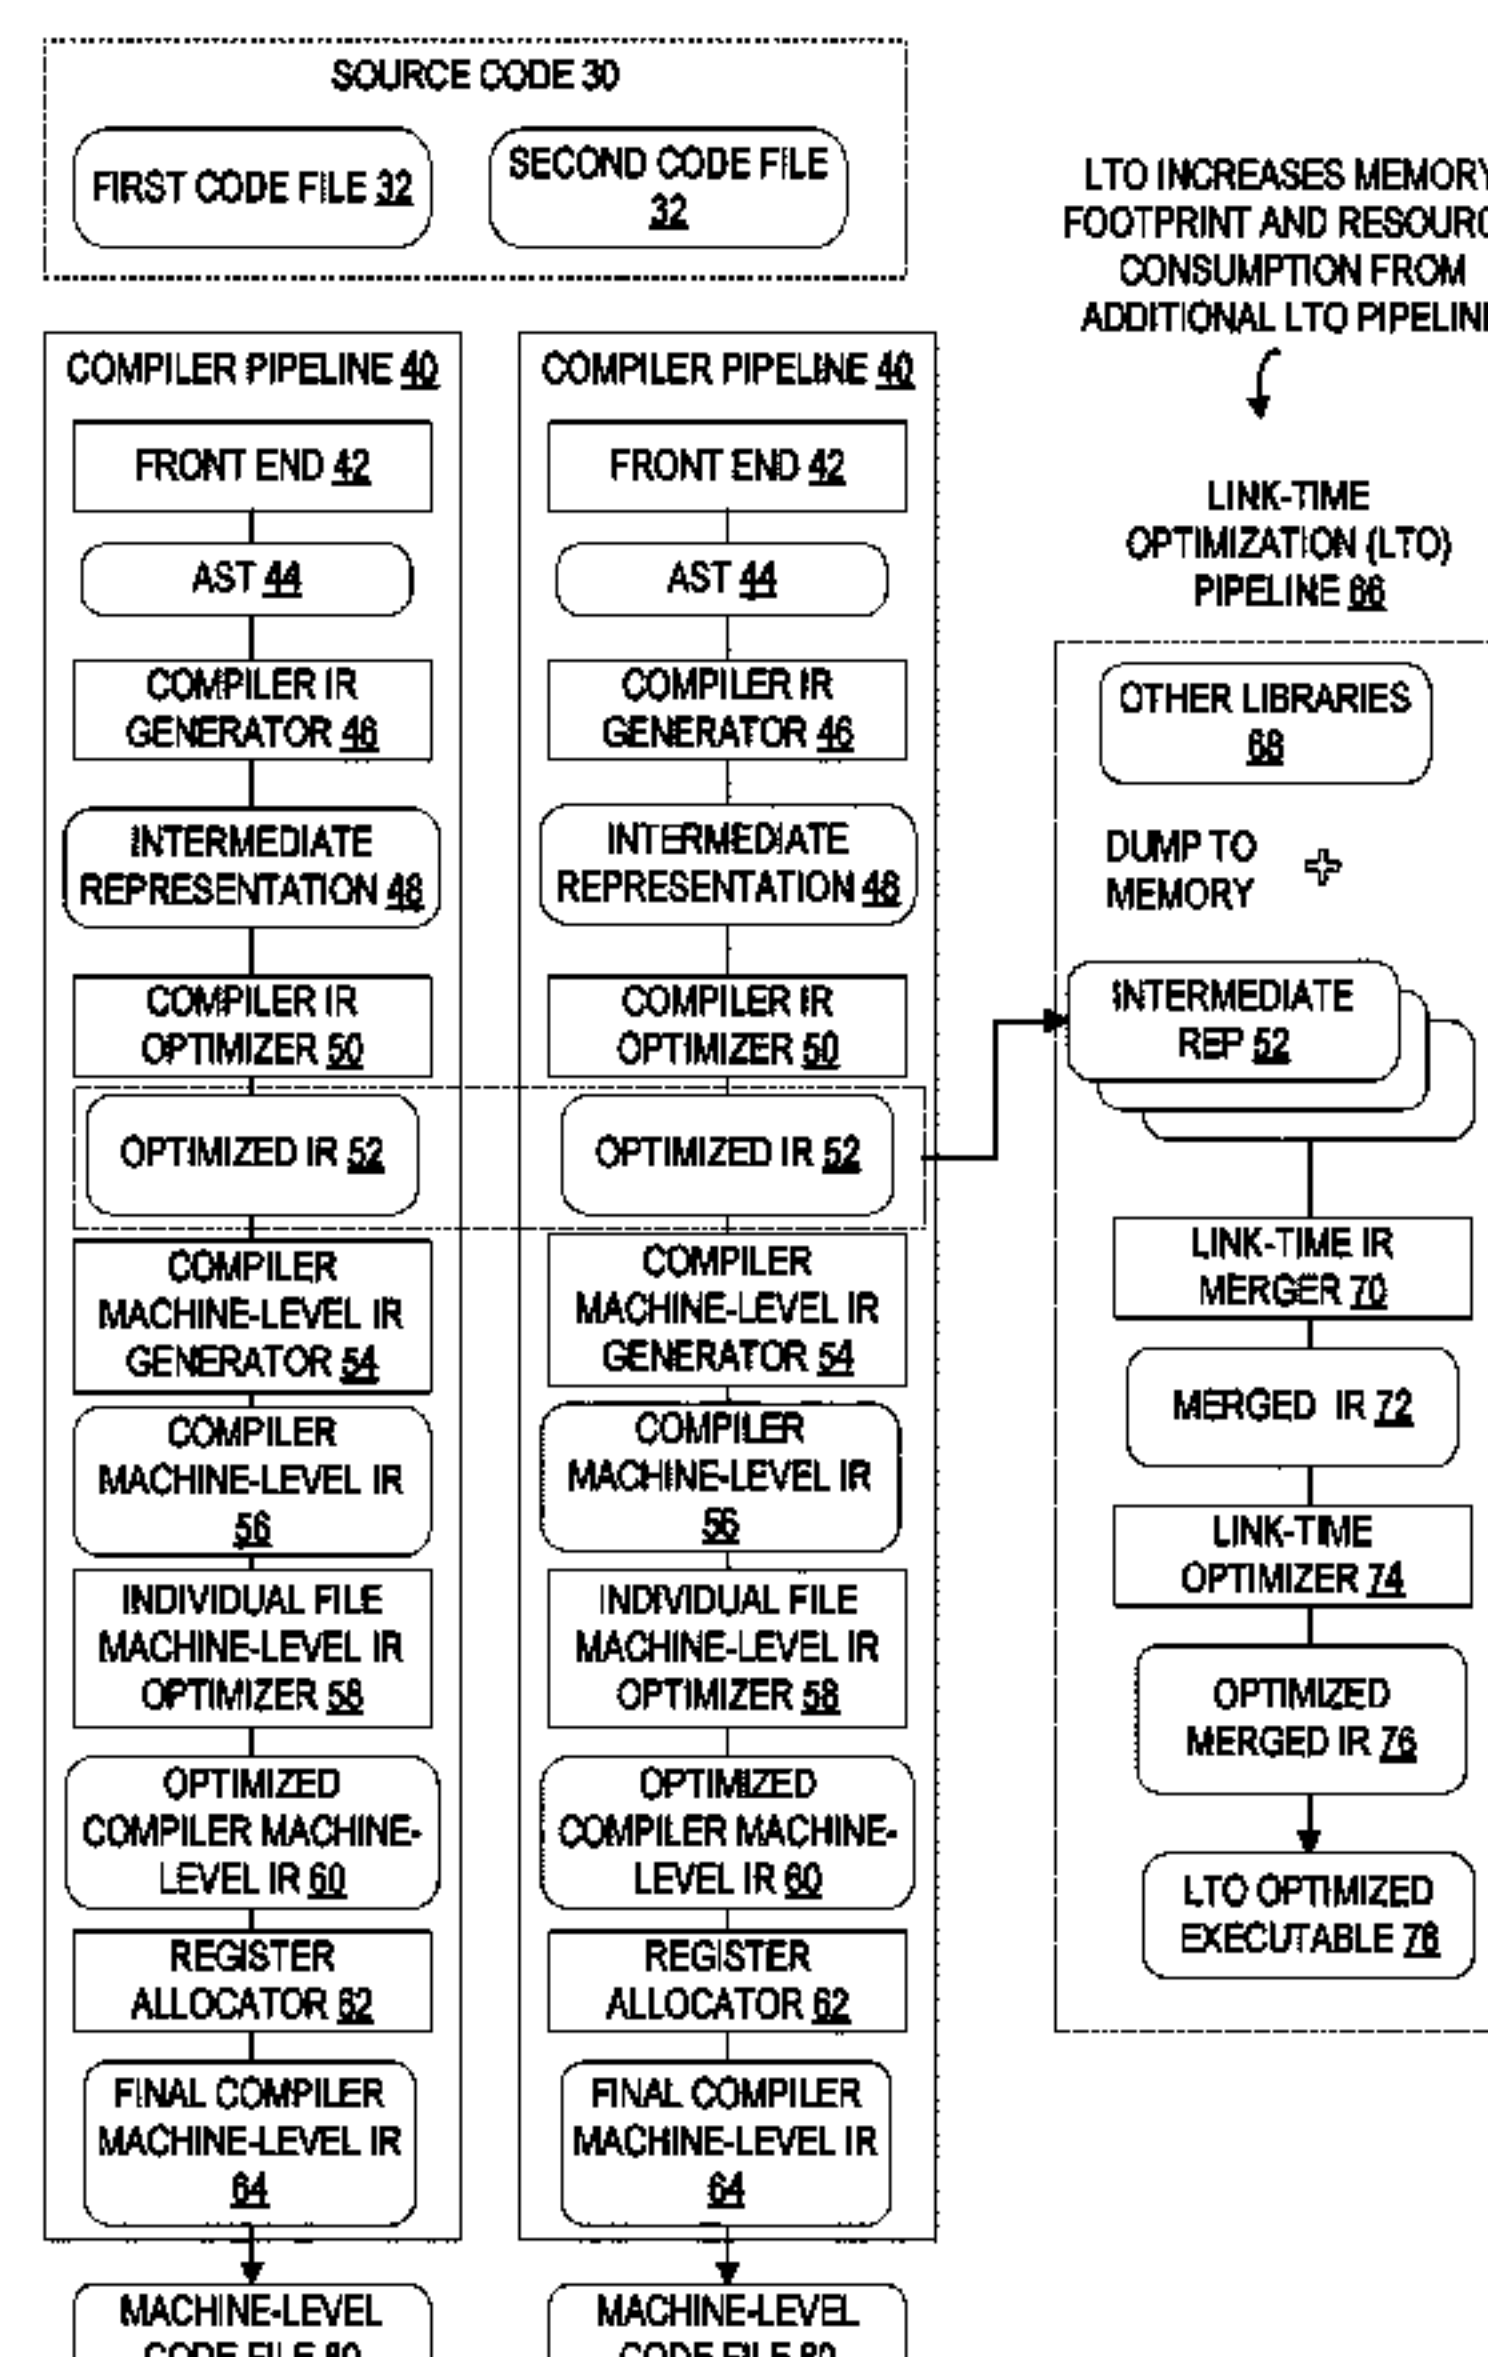 SOURCE CODE 30
FIRST CODE FILE 32
SECOND CODE FILE
32
COMPILER PIPELINE 40
FRONT END 42
AST 44
COMPILER IR
GENERATOR 46
INTERMEDIATE
REPRESENTATION 48
COMPILER IR
OPTIMIZER 50
OPTIMIZED IR 52
COMPILER
MACHINE-LEVEL IR
GENERATOR 54
COMPILER
MACHINE-LEVEL IR
56
INDIVIDUAL FILE
MACHINE-LEVEL IR
OPTIMIZER 58
OPTIMIZED
COMPILER MACHINE-
LEVEL IR 60
REGISTER
ALLOCATOR 62
FINAL COMPILER
MACHINE-LEVEL IR
64
MACHINE-LEVEL
CODE FILE 80
COMPILER PIPELINE 40
FRONT END 42
AST 44
COMPILER IR
GENERATOR 46
INTERMEDIATE
REPRESENTATION 48
COMPILER IR
OPTIMIZER 50
OPTIMIZED IR 52
COMPILER
MACHINE-LEVEL IR
GENERATOR 54
COMPILER
MACHINE-LEVEL IR
56
INDIVIDUAL FILE
MACHINE-LEVEL IR
OPTIMIZER 58
OPTIMIZED
COMPILER MACHINE-
LEVEL IR 60
REGISTER
ALLOCATOR 62
FINAL COMPILER
MACHINE-LEVEL IR
64
MACHINE-LEVEL
CODE FILE 80
LTO INCREASES MEMORY
FOOTPRINT AND
CONSUMPTION FROM
ADDITIONAL LTO
LINK-TIME
OPTIMIZATION (LTO)
PIPELINE 66
OTHER LIBRARIES
68
DUMP TO
MEMORY
INTERMEDIATE
REP 52
LINK-TIME IR
MERGER 70
MERGED IR 72
LINK-TIME
OPTIMIZER 74
OPTIMIZED
MERGED IR 76
LTO OPTIMIZED
EXECUTABLE 78